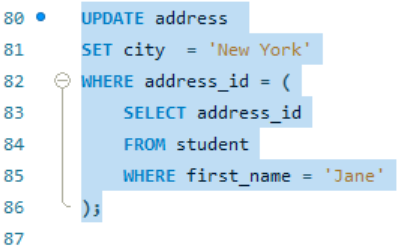 80 UPDATE address
81 SET city  = 'New York'
82 WHERE address_id = (
83     SELECT address_id
84     FROM student
85     WHERE first_name = 'Jane'
86 );
87